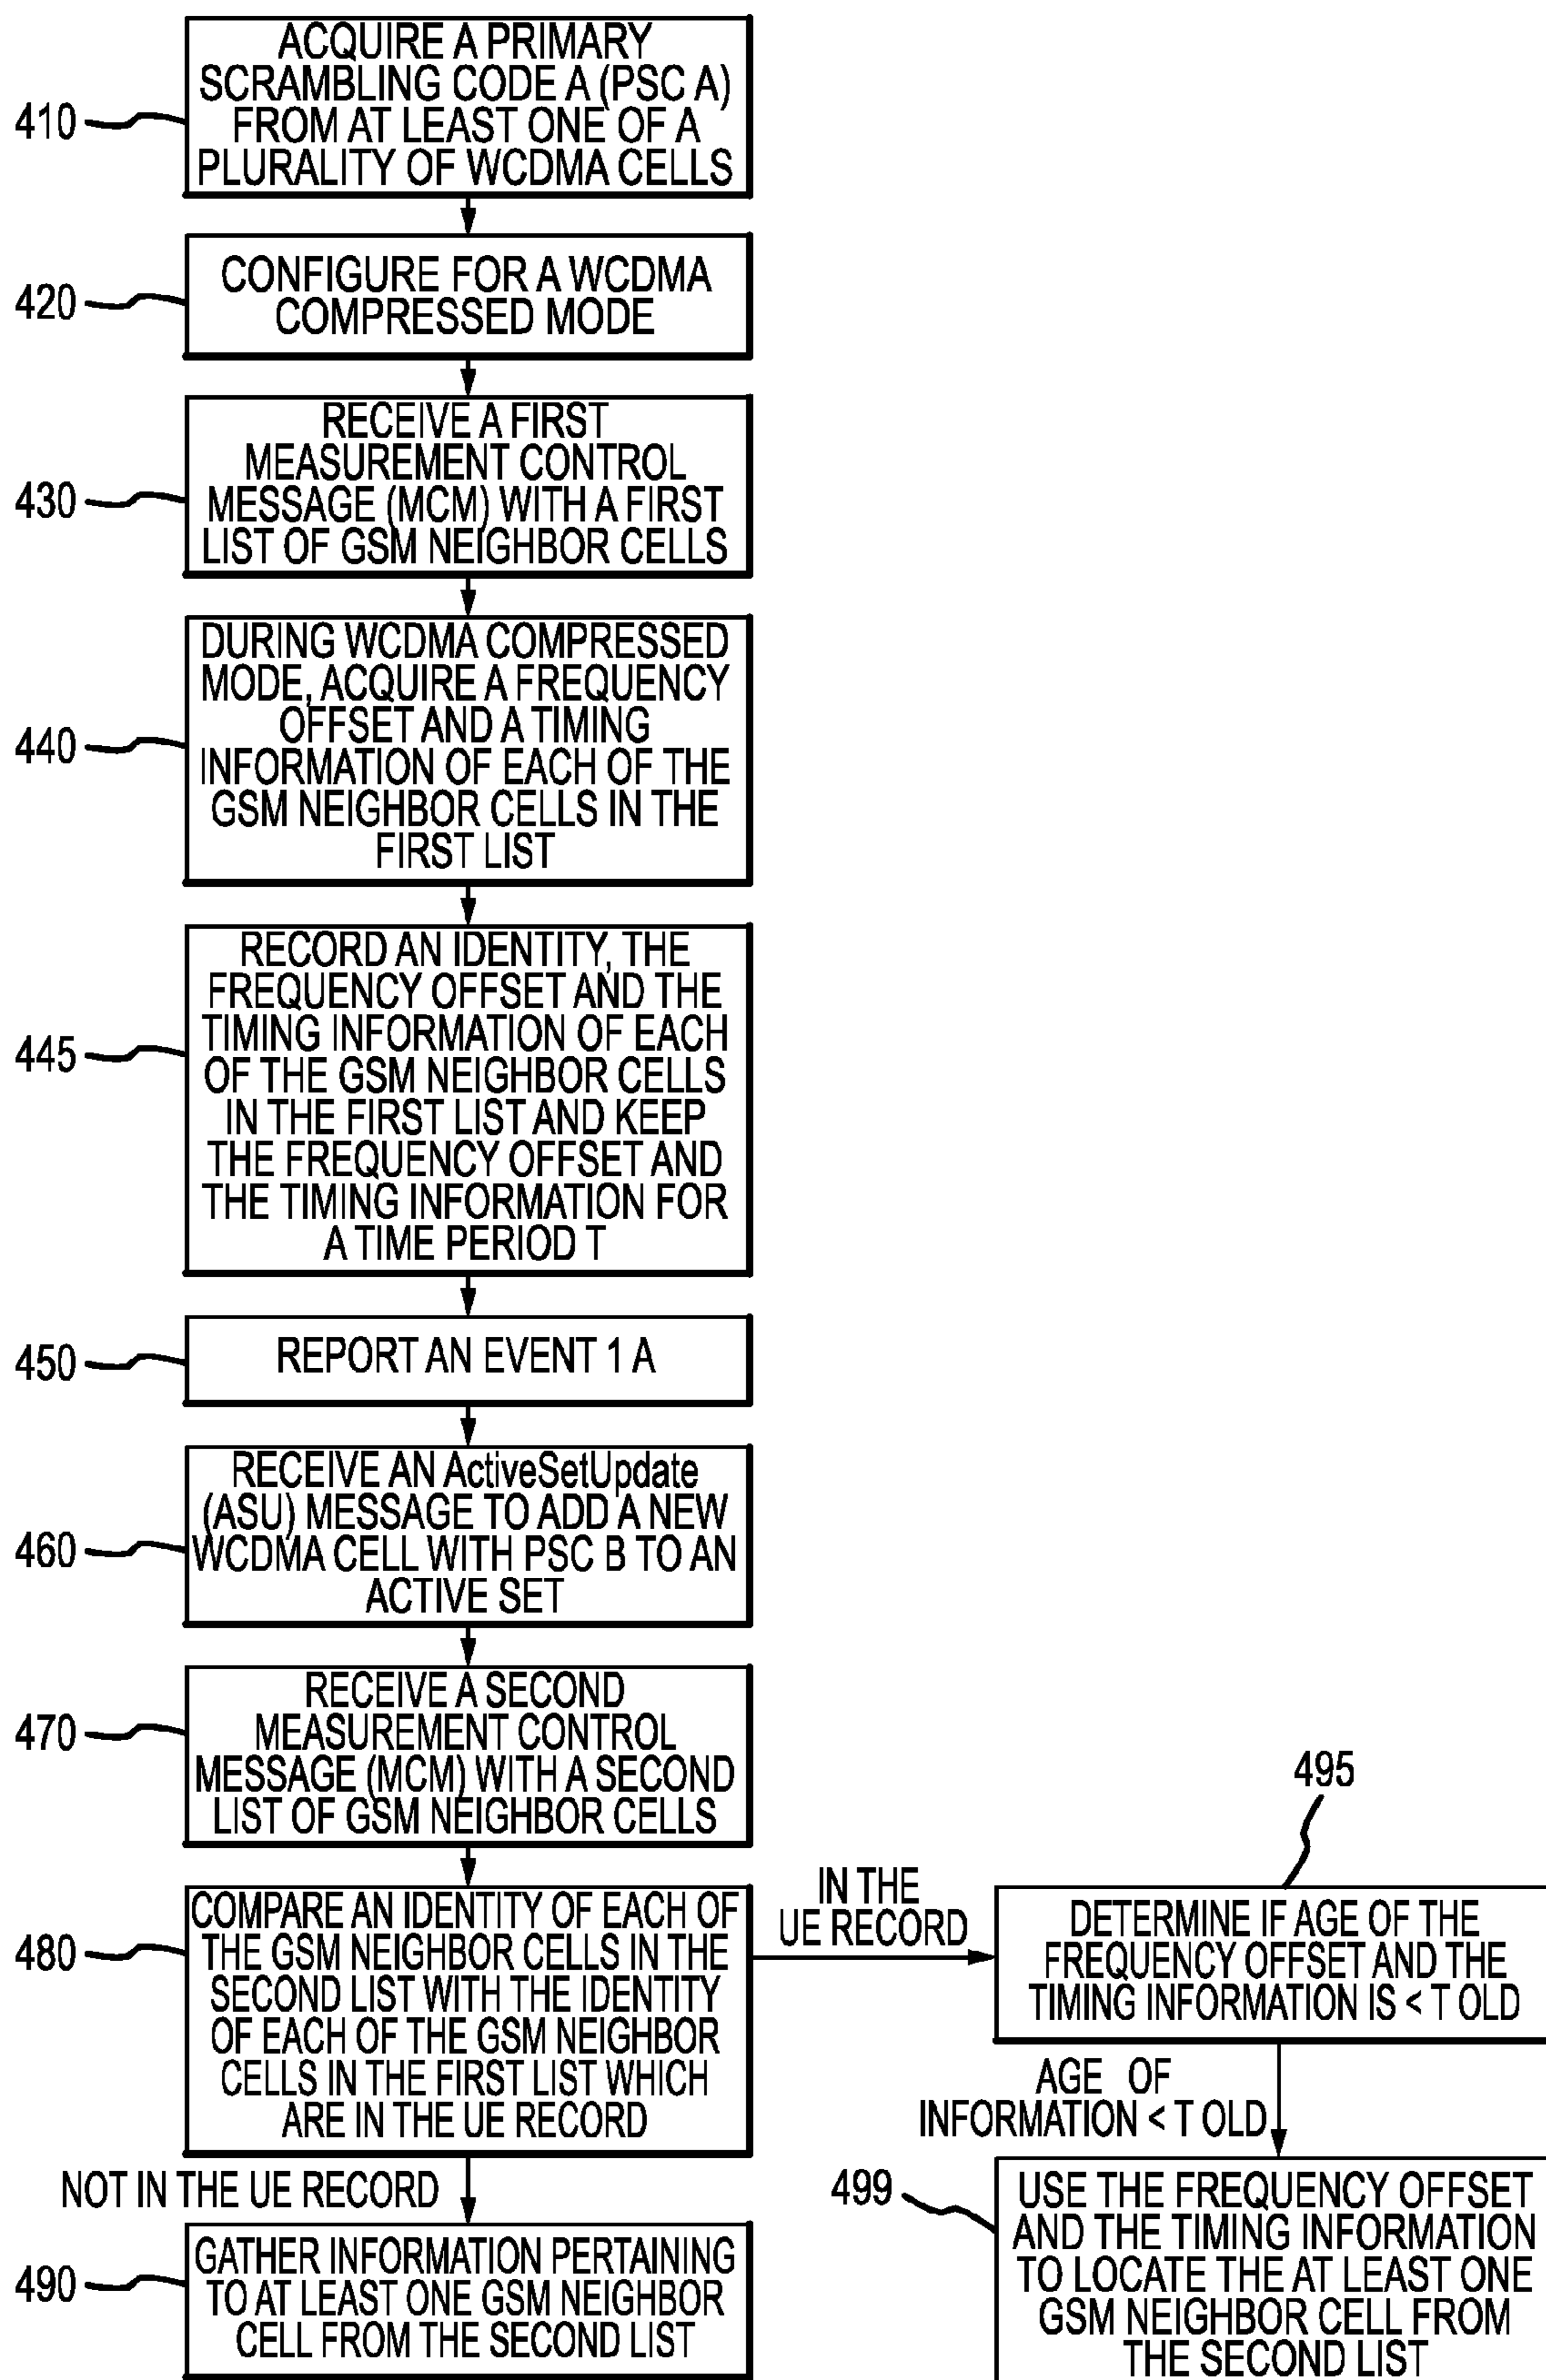 410
ACQUIRE A PRIMARY
SCRAMBLING CODE A (PSC A)
FROM AT LEAST ONE OF A
PLURALITY OF WCDMA CELLS
420
CONFIGURE FOR A WCDMA
COMPRESSED MODE
430
RECEIVE A FIRST
MEASUREMENT CONTROL
MESSAGE (MCM) WITH A FIRST
LIST OF GSM NEIGHBOR CELLS
440
DURING WCDMA COMPRESSED
MODE, ACQUIRE A FREQUENCY
OFFSET AND A TIMING
INFORMATION OF EACH OF THE
GSM NEIGHBOR CELLS IN THE
FIRST LIST
445
RECORD AN IDENTITY, THE
FREQUENCY OFFSET AND THE
TIMING INFORMATION OF EACH
OF THE GSM NEIGHBOR CELLS
IN THE FIRST LIST AND KEEP
THE FREQUENCY OFFSET AND
THE TIMING INFORMATION FOR
A TIME PERIOD T
450
REPORT AN EVENT 1 A
460
RECEIVE AN ActiveSetUpdate
(ASU) MESSAGE TO ADD A NEW
WCDMA CELL WITH PSC B TO AN
ACTIVE SET
470
RECEIVE A SECOND
MEASUREMENT CONTROL
MESSAGE (MCM) WITH A SECOND
LIST OF GSM NEIGHBOR CELLS
480
COMPARE AN IDENTITY OF EACH OF
THE GSM NEIGHBOR CELLS IN THE
SECOND LIST WITH THE IDENTITY
OF EACH OF THE GSM NEIGHBOR
CELLS IN THE FIRST LIST WHICH
ARE IN THE UE RECORD
NOT IN THE UE RECORD
490
GATHER INFORMATION PERTAINING
TO AT LEAST ONE GSM NEIGHBOR
CELL FROM THE SECOND LIST
IN THE
UE RECORD
495
DETERMINE IF AGE OF THE
FREQUENCY OFFSET AND THE
TIMING INFORMATION IS < T OLD
AGE OF
INFORMATION < T OLD
499
USE THE FREQUENCY OFFSET
AND THE TIMING INFORMATION
TO LOCATE THE AT LEAST ONE
GSM NEIGHBOR CELL FROM
THE SECOND LIST